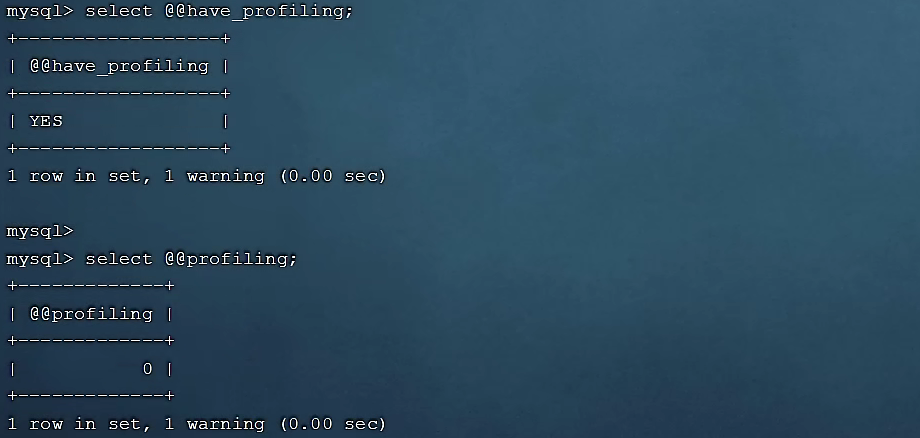 mysql> select @@have_profiling;
+------------------+
| @@have_profiling |
+------------------+
| YES              |
+------------------+
1 row in set, 1 warning (0.00 sec)
mysql>
mysql> select @@profiling;
+-------------+
| @@profiling |
+-------------+
|           0 |
+-------------+
1 row in set, 1 warning (0.00 sec)